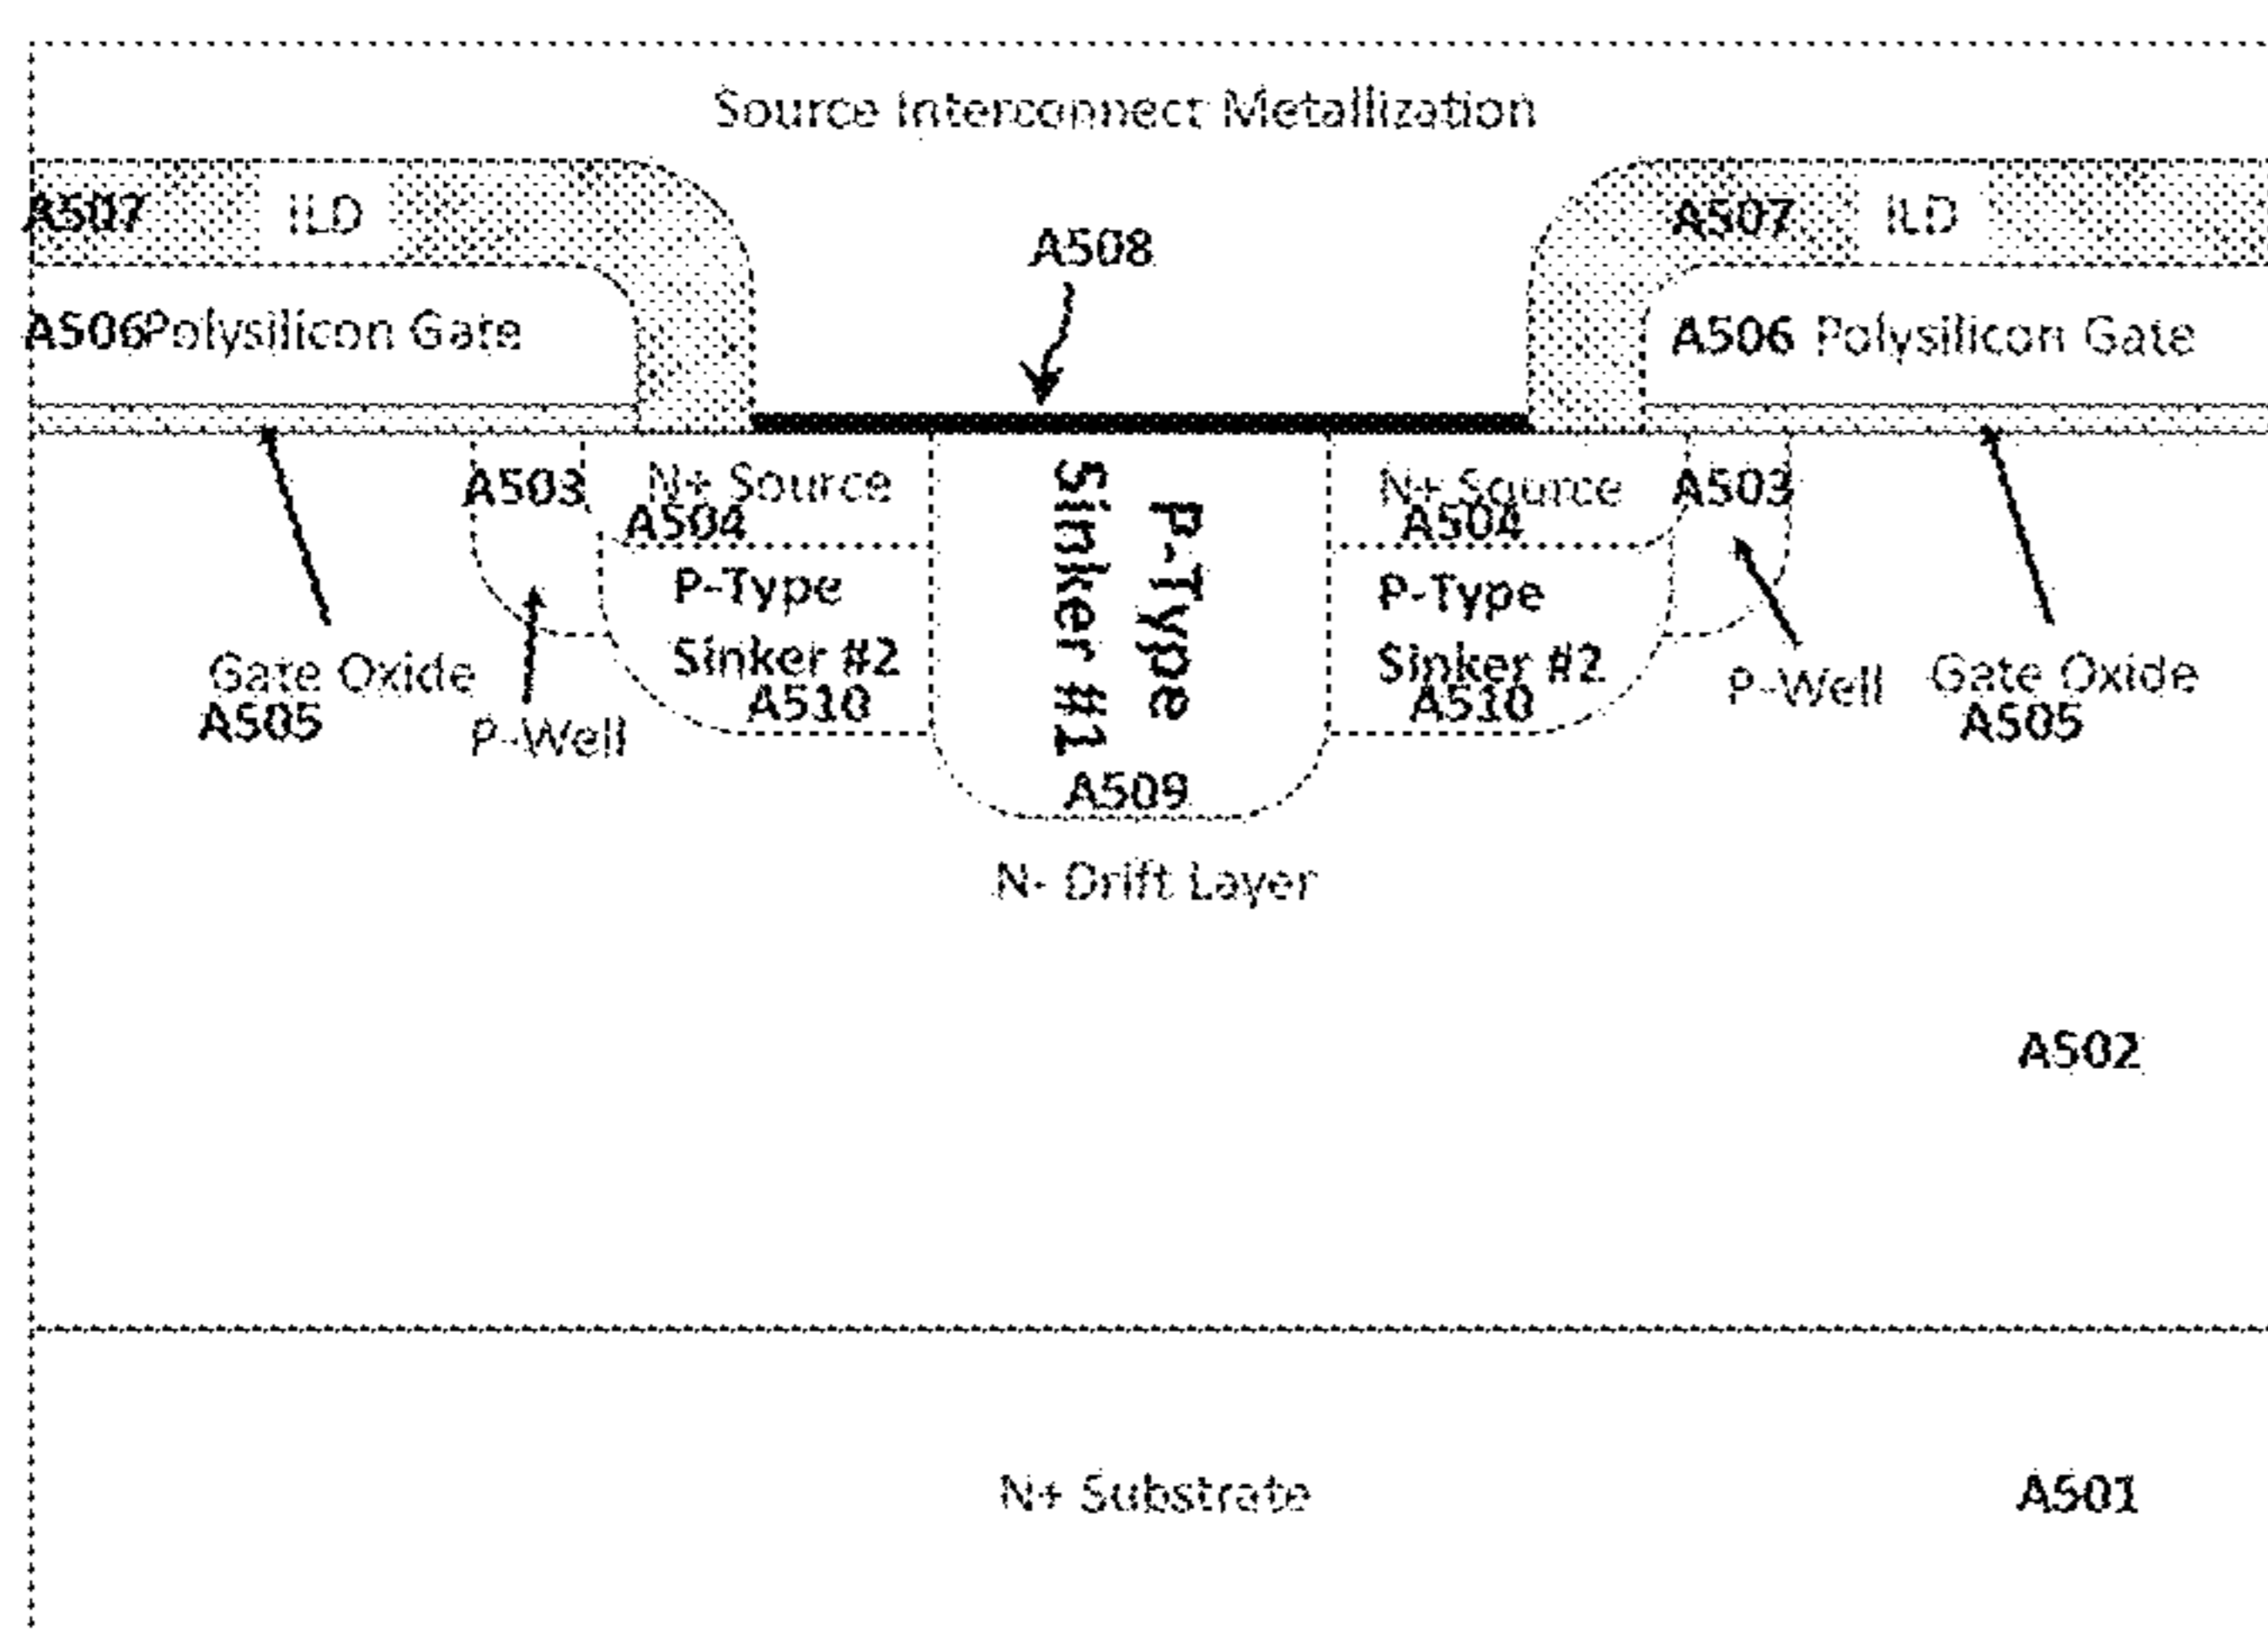 Source Interconnect Metallization
A507 ILD
A507 ILD
A508
A506 Polysilicon Gate
A506 Polysilicon Gate
A503
N+ Source
A504
P-Type
Sinker #2
A510
P-Type
Sinker #1
A509
N+ Source
A504
P-Type
Sinker #2
A510
A503
Gate Oxide
A505
P-Well
P-Well
Gate Oxide
A505
N- Drift Layer
A502
N+ Substrate
A501